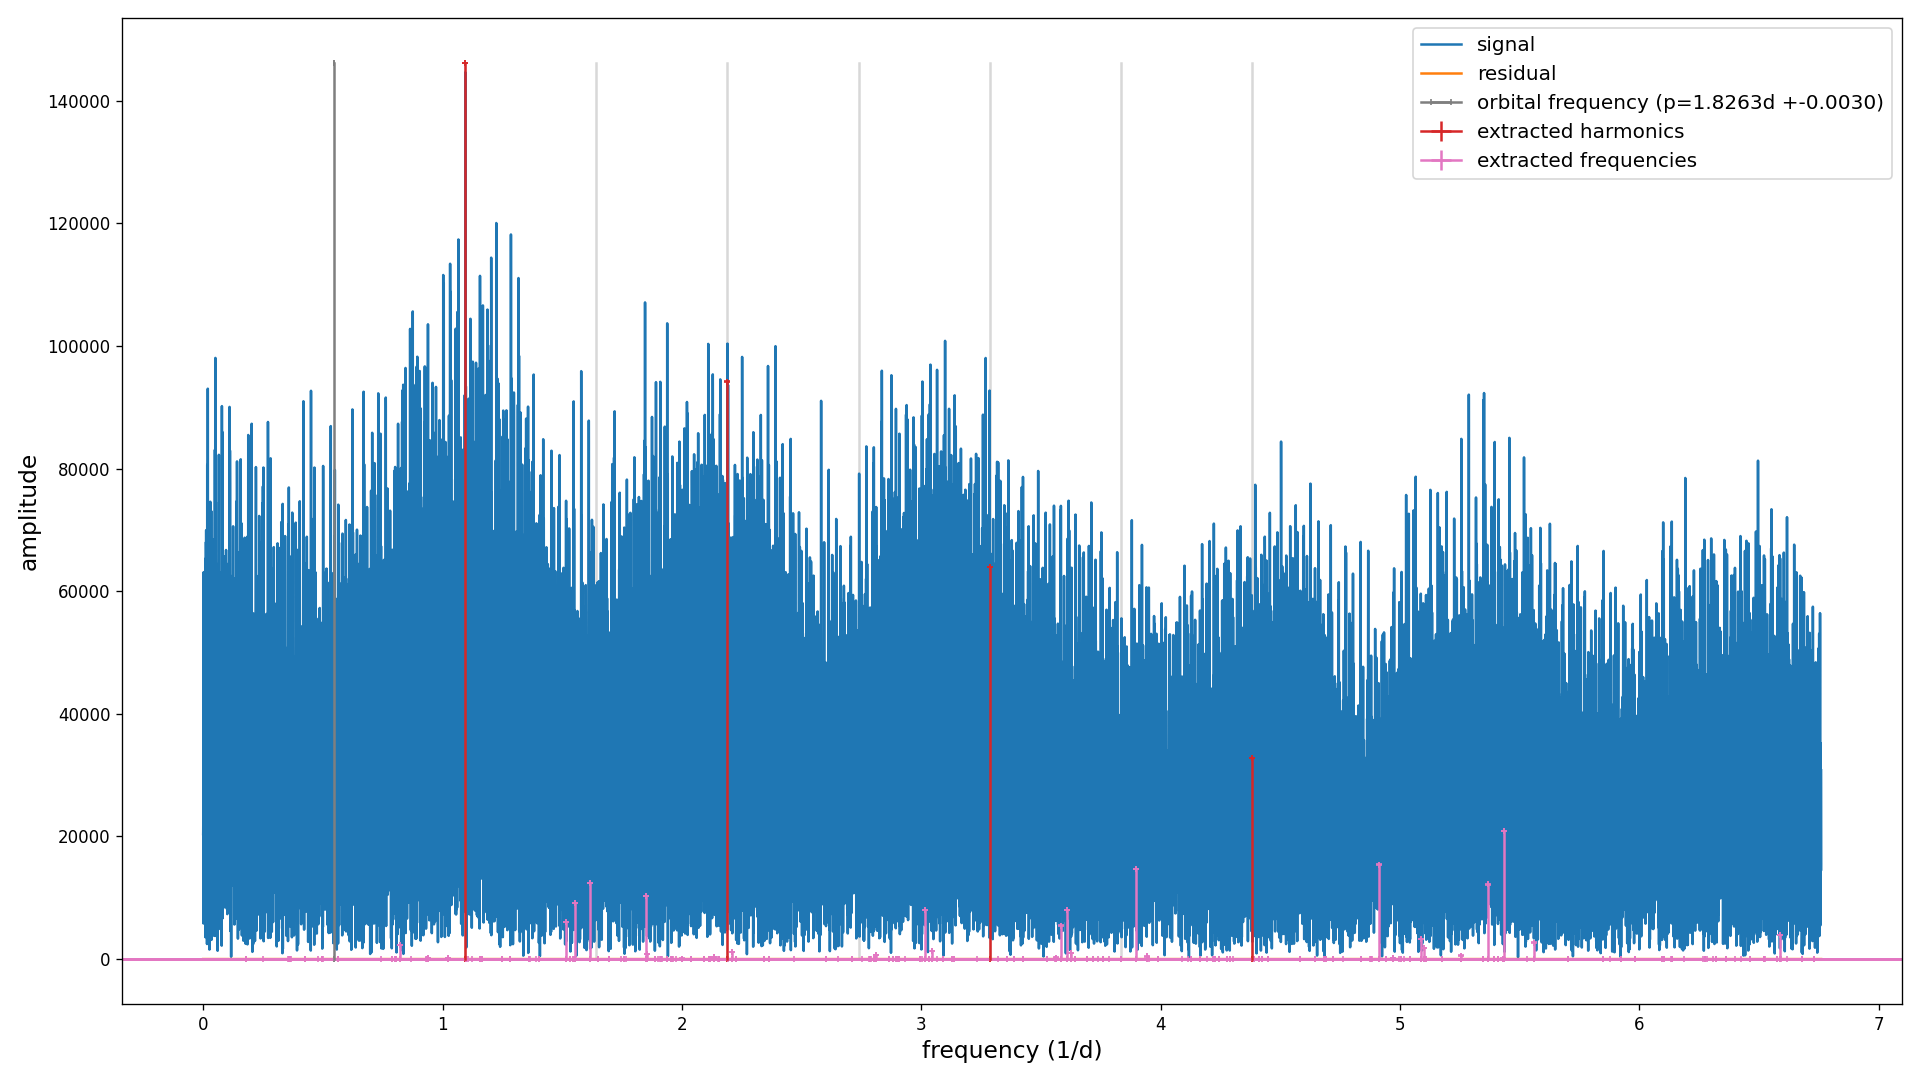 signal
residual
orbital frequency (p=1.8263d +-0.0030)
extracted harmonics
extracted frequencies
amplitude
140000
120000
100000
80000
60000
40000
20000
0
0 1 2 3 4 5 6 7
frequency (1/d)